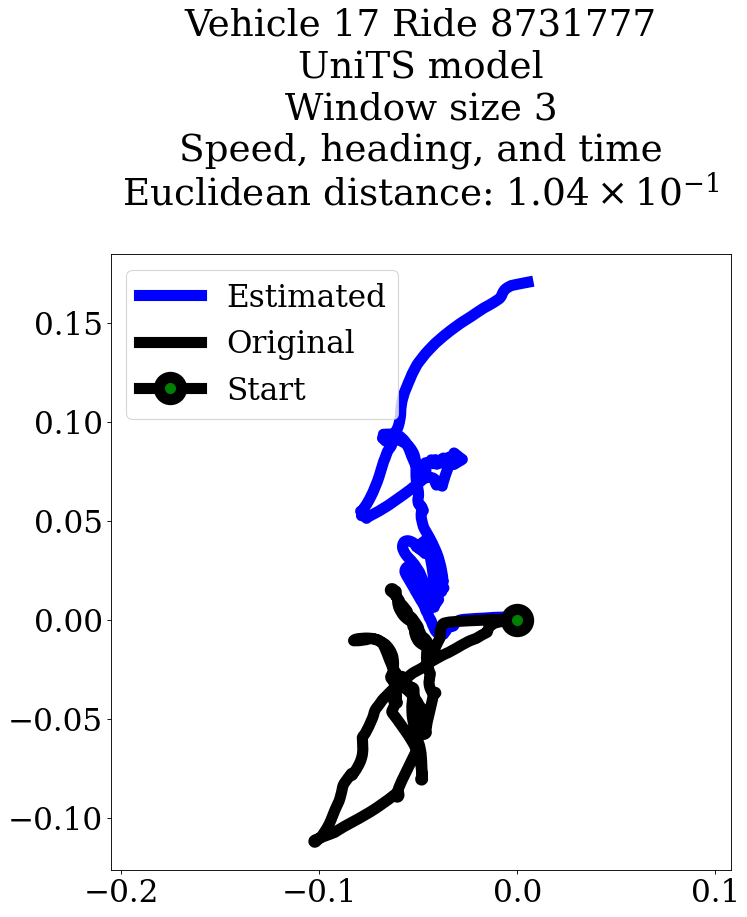 Vehicle 17 Ride 8731777
UniTS model
Window size 3
Speed, heading, and time
Euclidean distance: 1.04 × 10⁻¹
Estimated
Original
Start
0.15
0.10
0.05
0.00
−0.05
−0.10
−0.2
−0.1
0.0
0.1